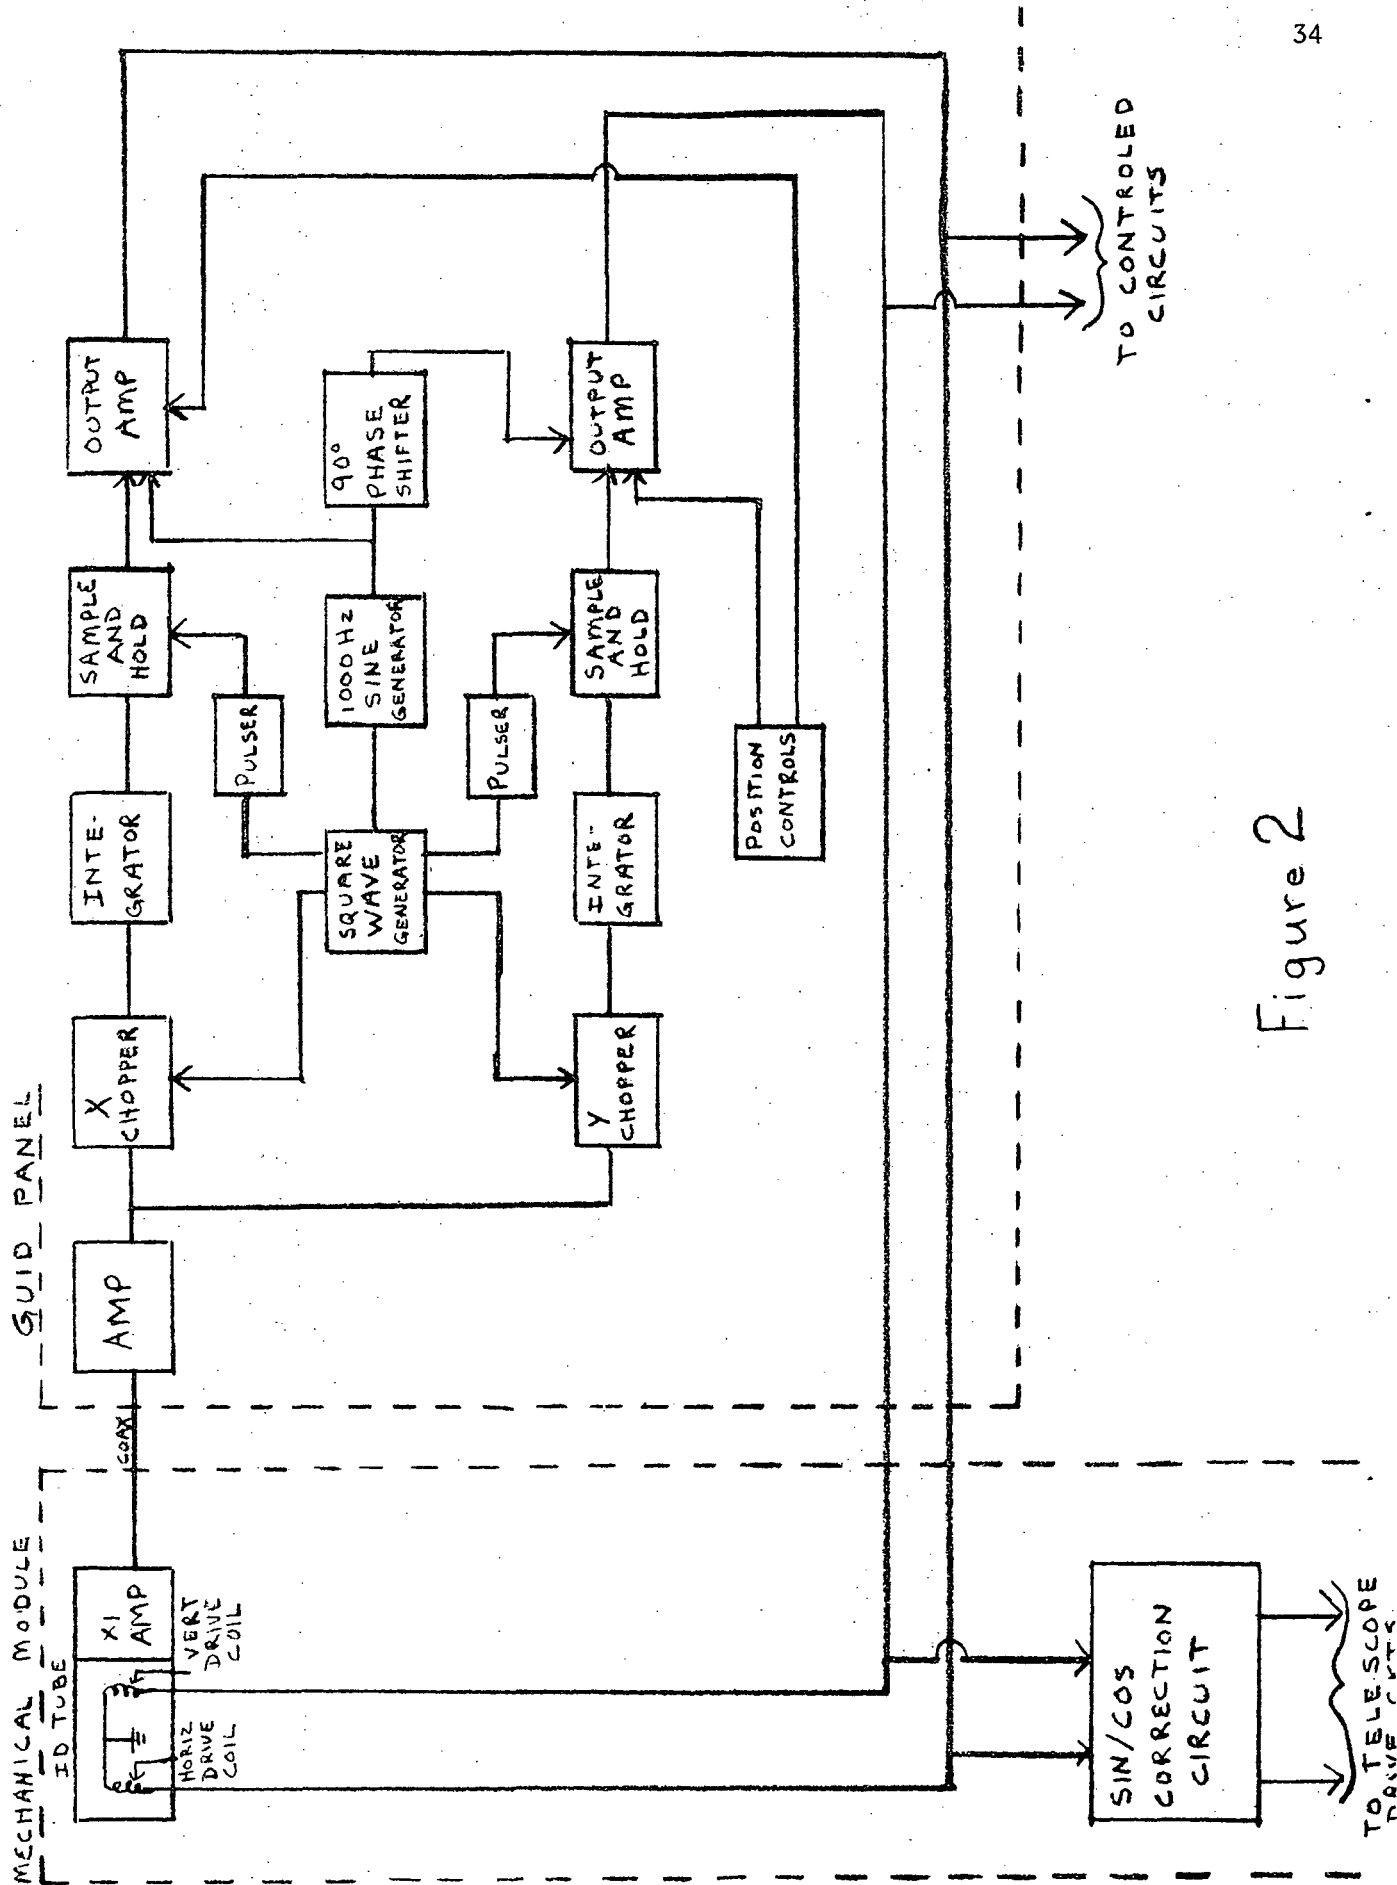 34
MECHANICAL MODULE
ID TUBE
X1
AMP
HORIZ
DRIVE
COIL
VERT
DRIVE
COIL
COAX
GUID PANEL
AMP
X
CHOPPER
INTE-
GRATOR
SAMPLE
AND
HOLD
OUTPUT
AMP
PULSER
SQUARE
WAVE
GENERATOR
1000 Hz
SINE
GENERATOR
90°
PHASE
SHIFTER
PULSER
Y
CHOPPER
INTE-
GRATOR
SAMPLE
AND
HOLD
OUTPUT
AMP
POSITION
CONTROLS
SIN/COS
CORRECTION
CIRCUIT
TO TELESCOPE
TO CONTROLED
CIRCUITS
Figure 2